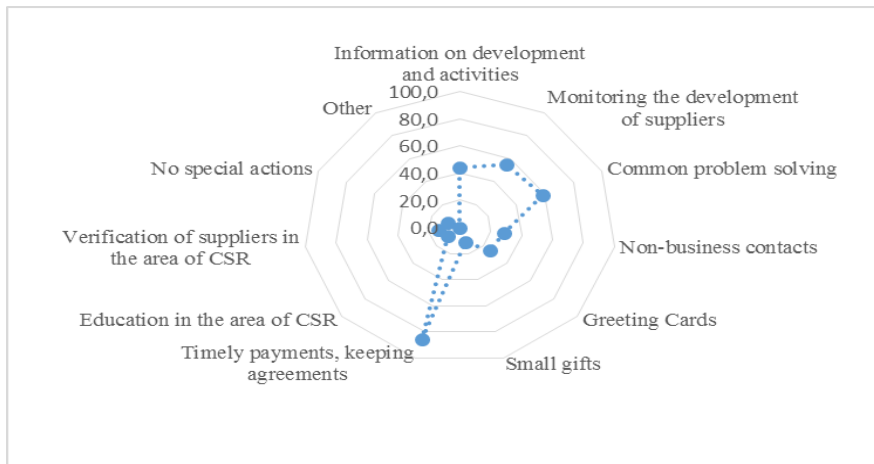 Information on development
and activities
100,0
80,0
60,0
40,0
20,0
0,0
Monitoring the development
of suppliers
Common problem solving
Non-business contacts
Greeting Cards
Small gifts
Timely payments, keeping
agreements
Education in the area of CSR
Verification of suppliers in
the area of CSR
No special actions
Other